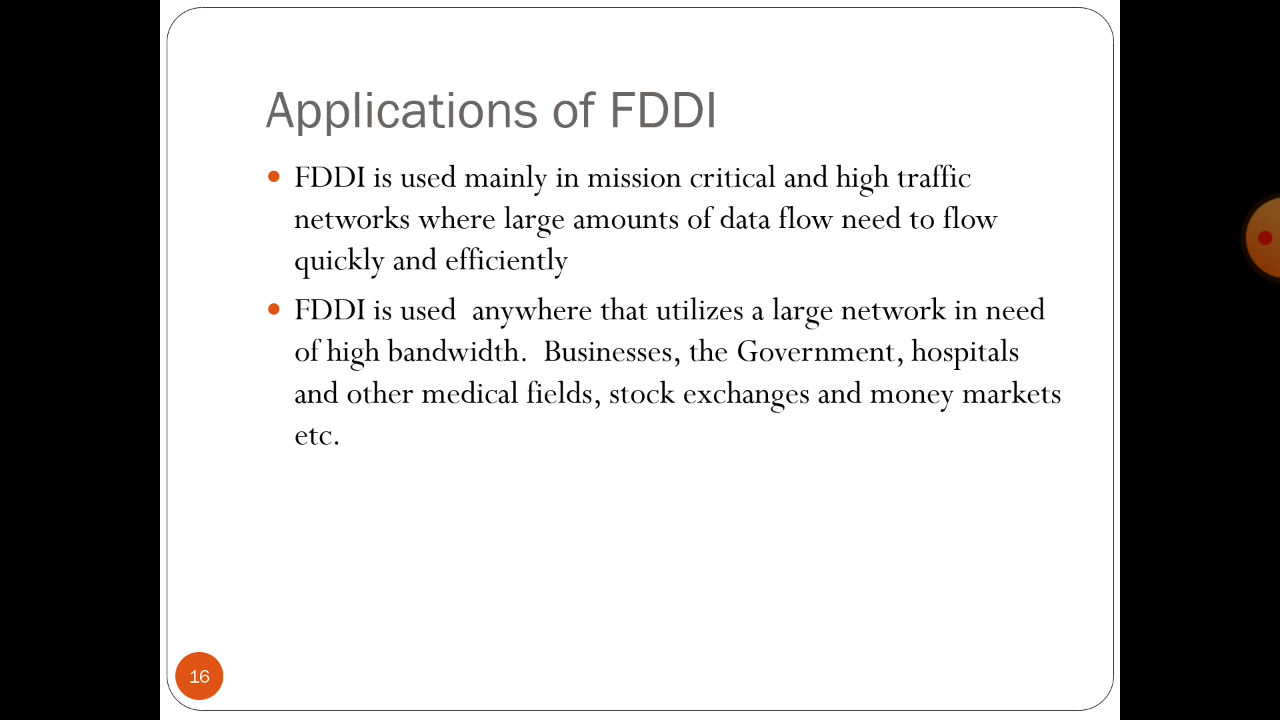 Applications of FDDI
• FDDI is used mainly in mission critical and high traffic
networks where large amounts of data flow need to flow
quickly and efficiently
• FDDI is used  anywhere that utilizes a large network in need
of high bandwidth.  Businesses, the Government, hospitals
and other medical fields, stock exchanges and money markets
etc.
16